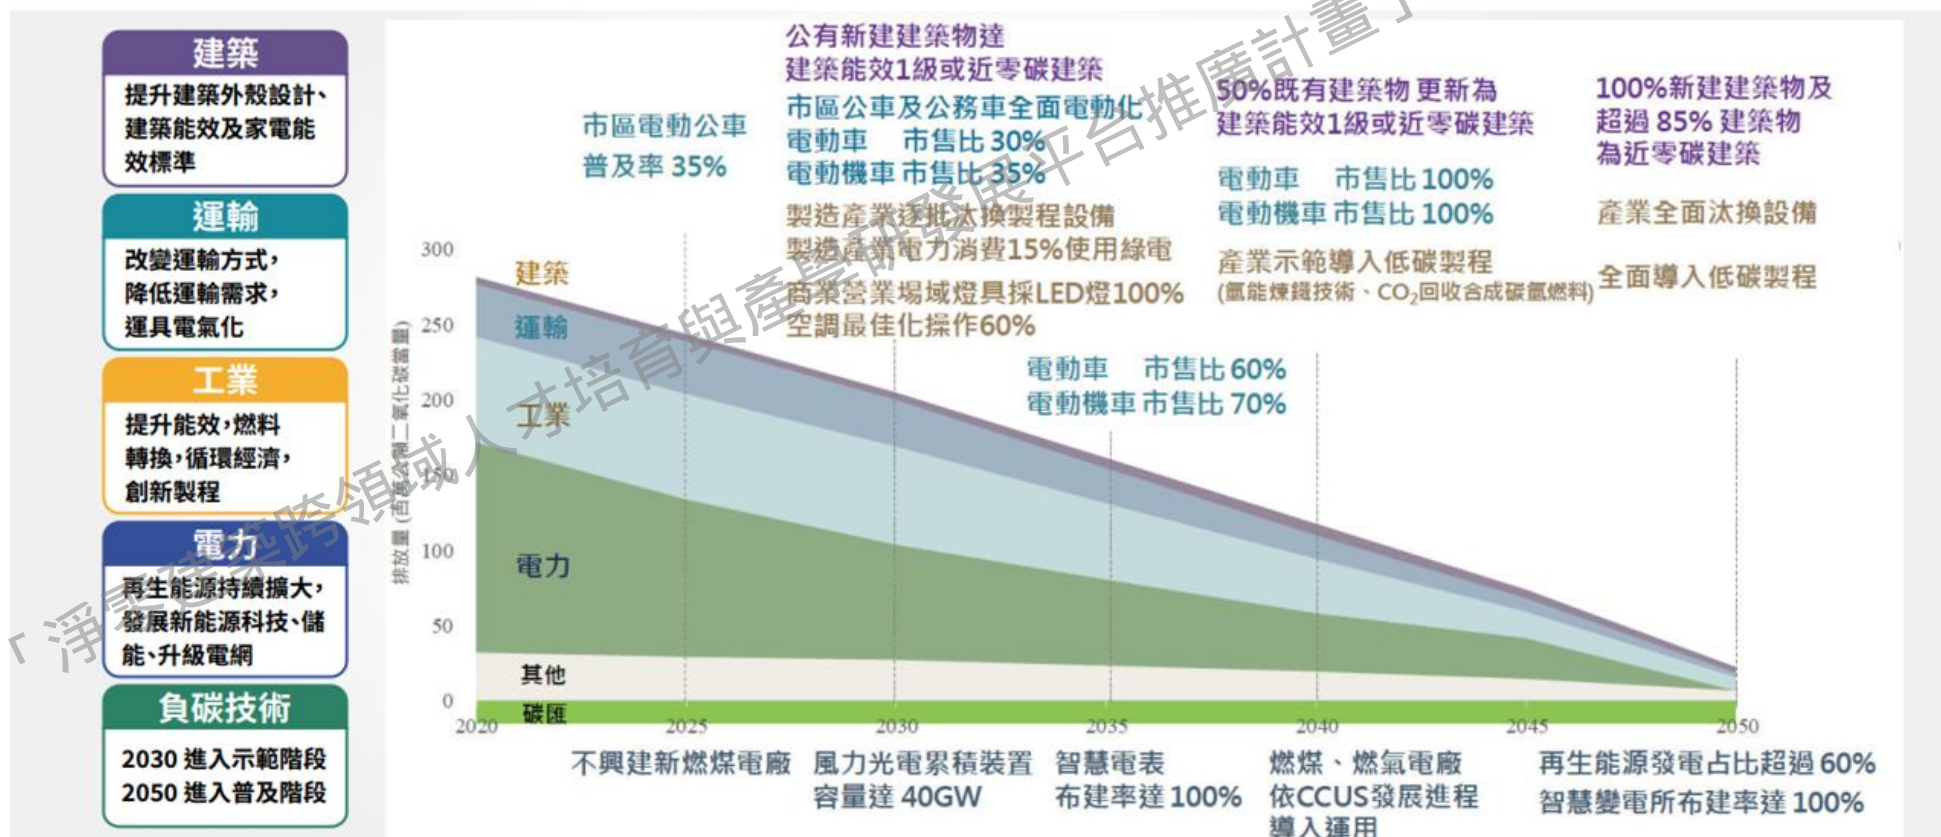 建築
提升建築外殼設計、
建築能效及家電能
效標準
運輸
改變運輸方式，
降低運輸需求，
運具電氣化
工業
提升能效，燃料
轉換，循環經濟，
創新製程
電力
再生能源持續擴大，
發展新能源科技、儲
能、升級電網
負碳技術
2030 進入示範階段
2050 進入普及階段
市區電動公車
普及率 35%
公有新建建築物達
建築能效1級或近零碳建築
市區公車及公務車全面電動化
電動車 市售比 30%
電動機車 市售比 35%
製造產業逐批汰換製程設備
製造產業電力消費15%使用綠電
商業營業場域燈具採LED燈100%
空調最佳化操作60%
電動車 市售比 60%
電動機車 市售比 70%
50%既有建築物 更新為
建築能效1級或近零碳建築
電動車 市售比 100%
電動機車 市售比 100%
產業示範導入低碳製程
(氫能煉鐵技術、CO₂回收合成碳氫燃料)
100%新建建築物及
超過 85% 建築物
為近零碳建築
產業全面汰換設備
全面導入低碳製程
排放量 (百萬公噸二氧化碳當量)
300
250
200
150
100
50
0
建築
運輸
工業
電力
其他
碳匯
2020
2025
2030
2035
2040
2045
2050
不興建新燃煤電廠
風力光電累積裝置
容量達 40GW
智慧電表
布建率達 100%
燃煤、燃氣電廠
依CCUS發展進程
導入運用
再生能源發電占比超過 60%
智慧變電所布建率達 100%
「淨零建築跨領域人才培育與產學研發展平台推廣計畫」